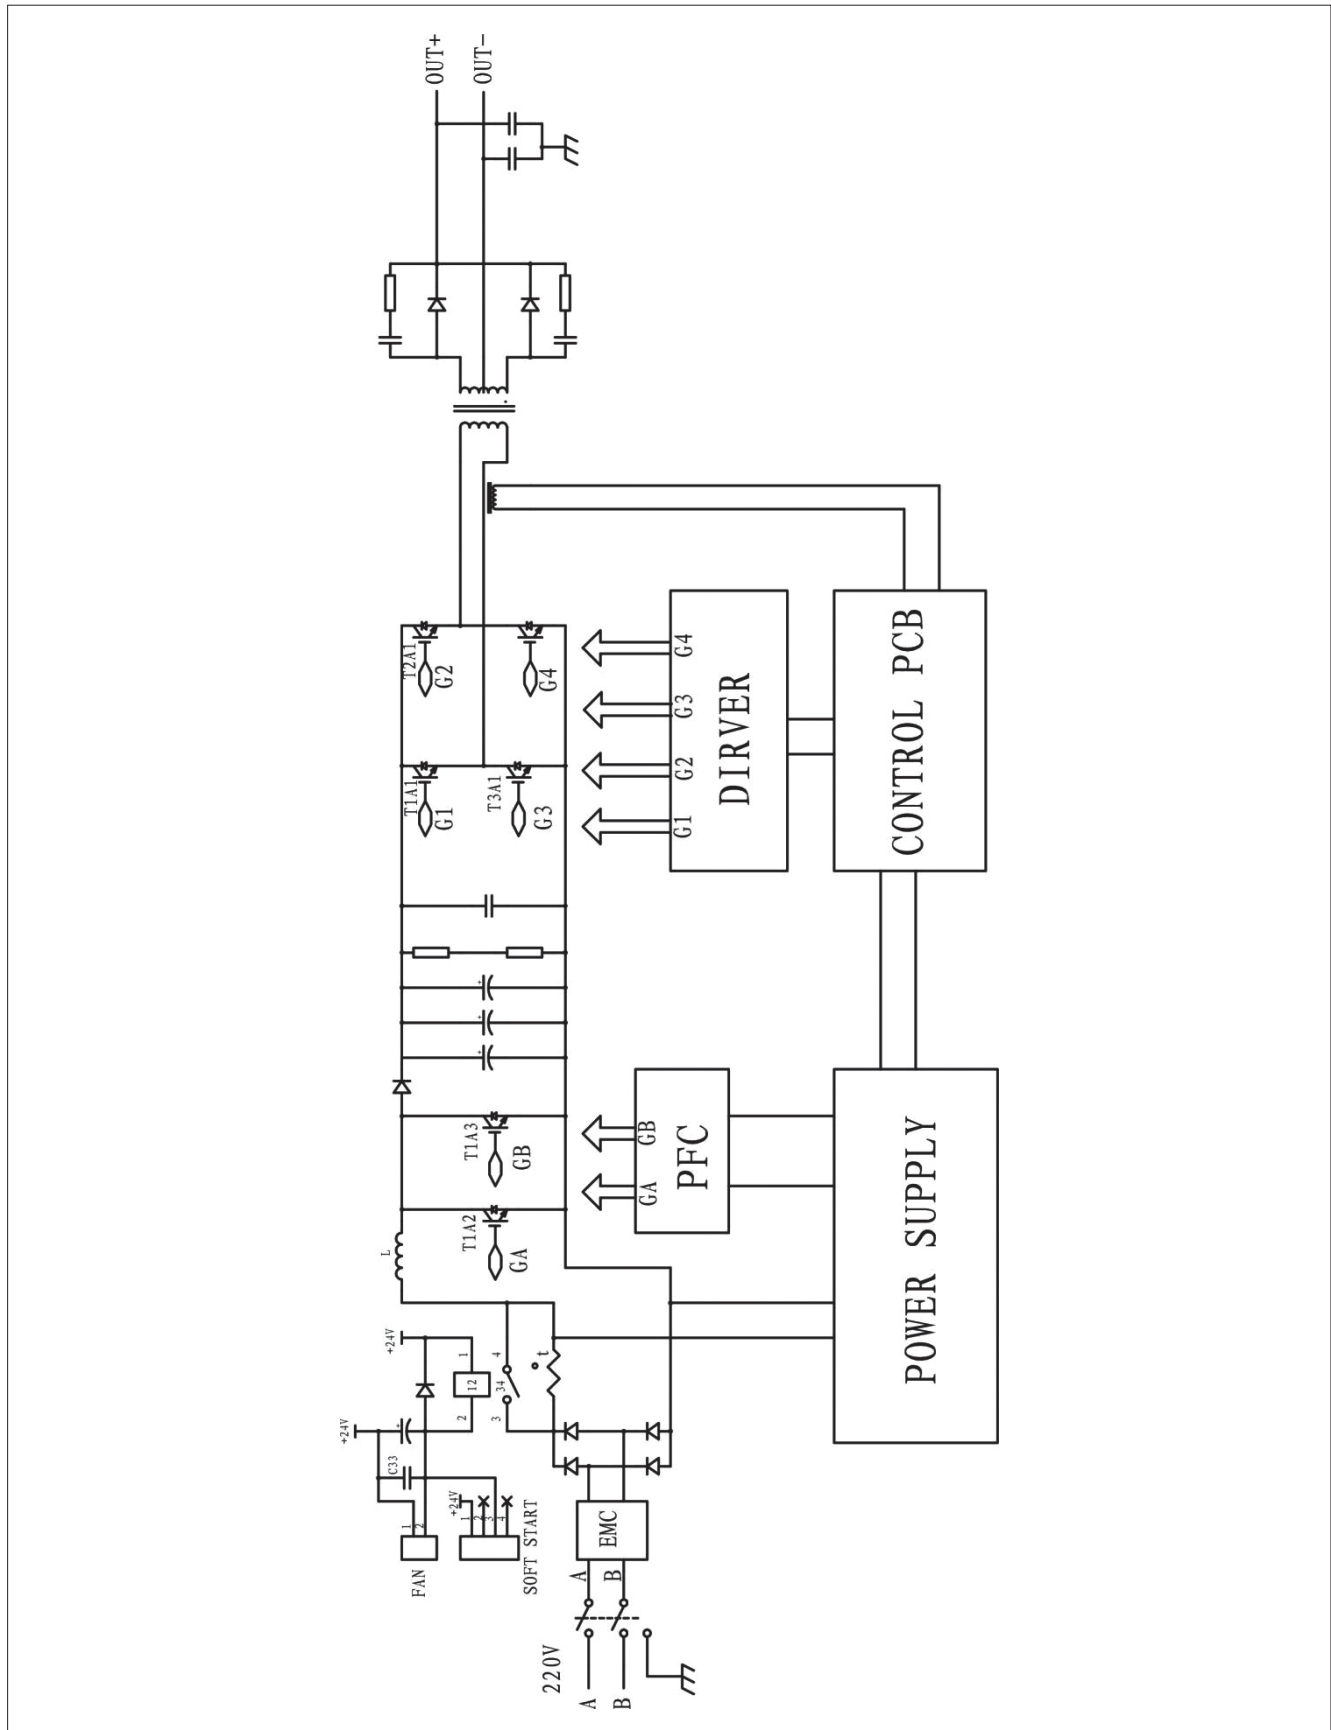 OUT+
OUT-
T2A1
G2
G4
T1A1
G1
T3A1
G3
G1
G2
G3
G4
DIRVER
CONTROL PCB
T1A3
GB
T1A2
GA
GA
GB
PFC
POWER SUPPLY
L
+24V
1
12
2
4
34
3
t
+24V
+
C33
+24V
1
2
FAN
1
2
3
4
SOFT START
EMC
A
B
220V
A
B
+
+
+